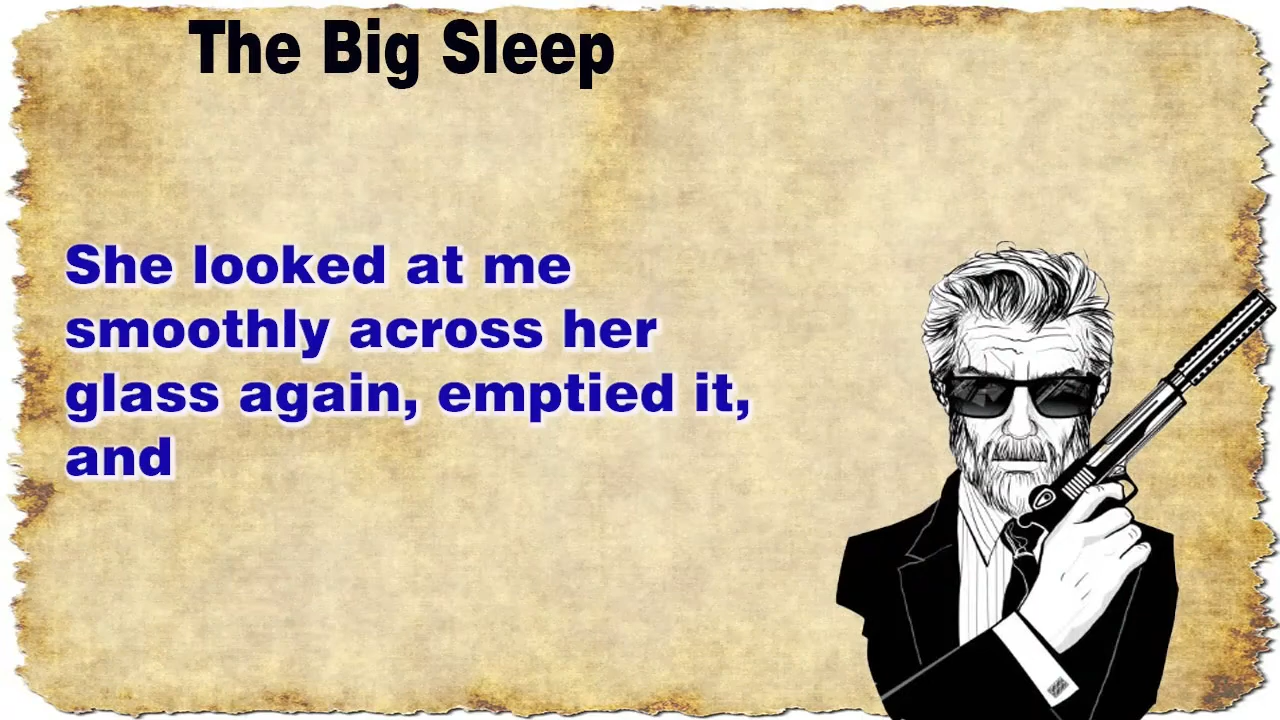 The Big Sleep
She looked at me
smoothly across her
glass again, emptied it,
and